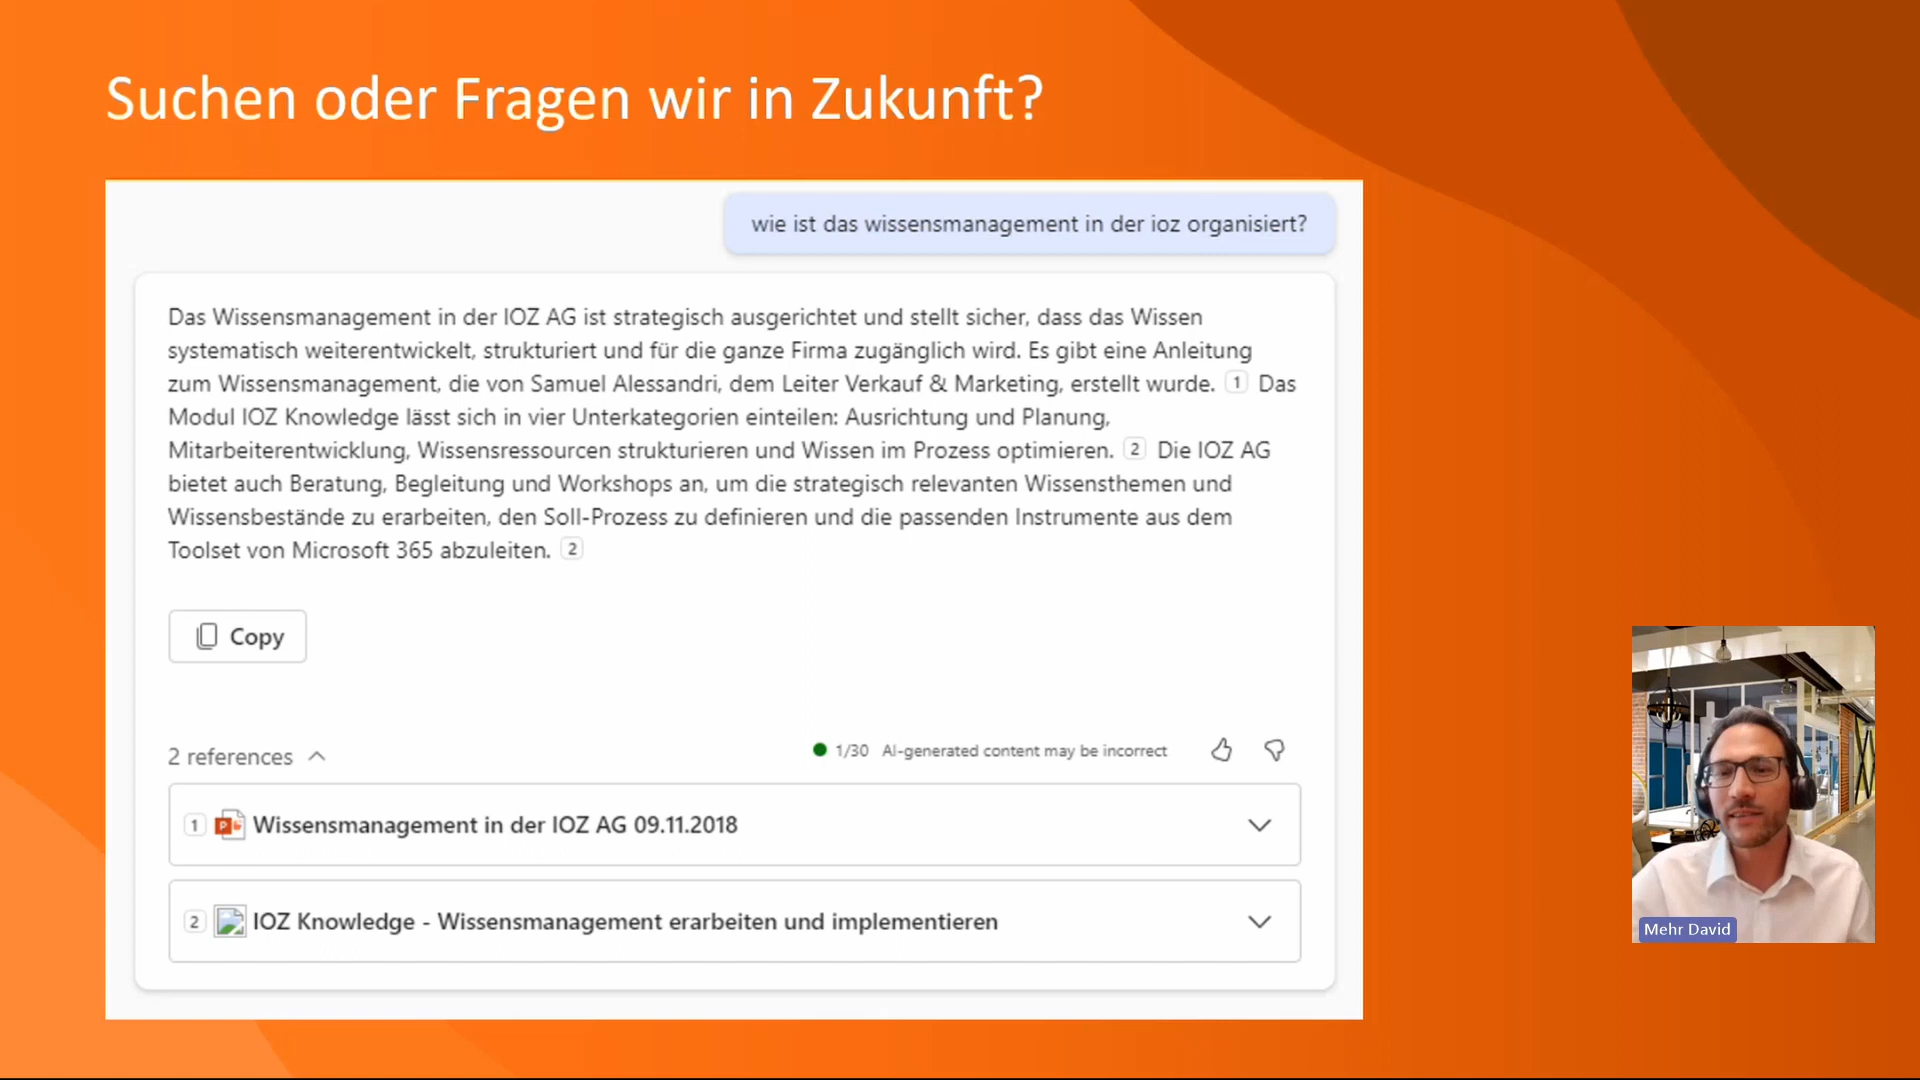 Suchen oder Fragen wir in Zukunft?
wie ist das wissensmanagement in der ioz organisiert?
Das Wissensmanagement in der IOZ AG ist strategisch ausgerichtet und stellt sicher, dass das Wissen
systematisch weiterentwickelt, strukturiert und für die ganze Firma zugänglich wird. Es gibt eine Anleitung
zum Wissensmanagement, die von Samuel Alessandri, dem Leiter Verkauf & Marketing, erstellt wurde. 1 Das
Modul IOZ Knowledge lässt sich in vier Unterkategorien einteilen: Ausrichtung und Planung,
Mitarbeiterentwicklung, Wissensressourcen strukturieren und Wissen im Prozess optimieren. 2 Die IOZ AG
bietet auch Beratung, Begleitung und Workshops an, um die strategisch relevanten Wissensthemen und
Wissensbestände zu erarbeiten, den Soll-Prozess zu definieren und die passenden Instrumente aus dem
Toolset von Microsoft 365 abzuleiten. 2
Copy
2 references
1/30 AI-generated content may be incorrect
1 Wissensmanagement in der IOZ AG 09.11.2018
2 IOZ Knowledge - Wissensmanagement erarbeiten und implementieren
Mehr David